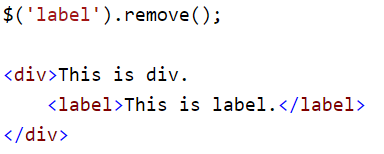 $('label').remove();
<div>This is div.
<label>This is label.</label>
</div>